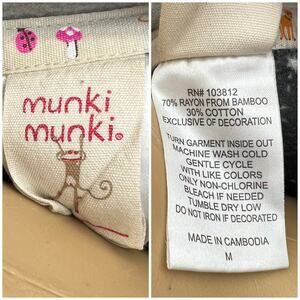 munki
munki®
RN# 103812
70% RAYON FROM BAMBOO
30% COTTON
EXCLUSIVE OF DECORATION
TURN GARMENT INSIDE OUT
MACHINE WASH COLD
GENTLE CYCLE
WITH LIKE COLORS
ONLY NON-CHLORINE
BLEACH IF NEEDED
TUMBLE DRY LOW
DO NOT IRON IF DECORATED
MADE IN CAMBODIA
M